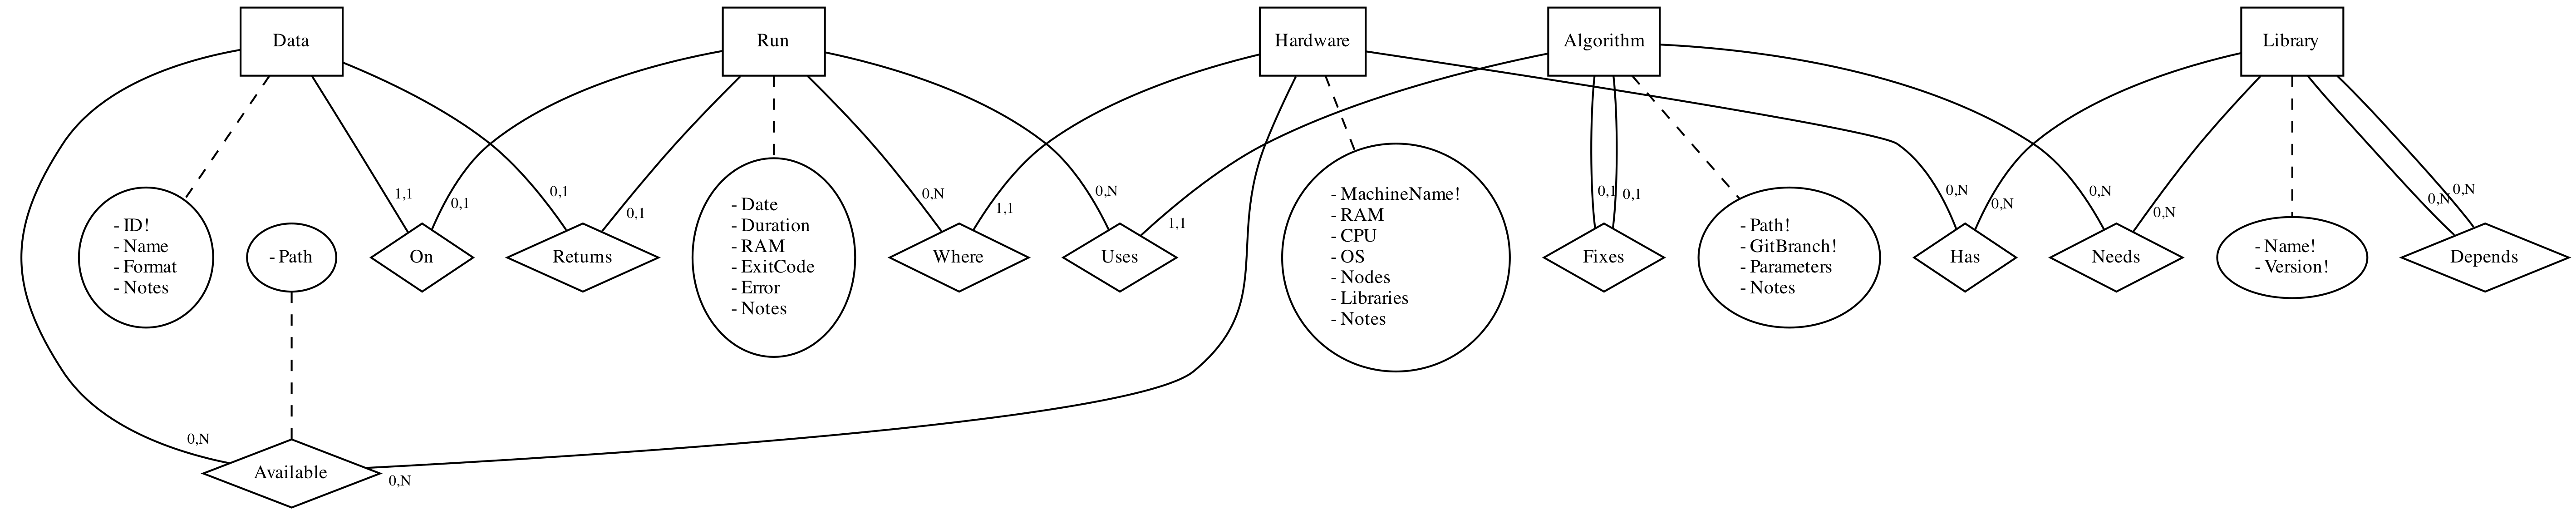 Data
Run
Hardware
Algorithm
Library
1,1
0,1
0,1
0,1
0,N
1,1
0,N
1,1
0,1
0,1
0,N
0,N
0,N
0,N
0,N
0,N
- ID!
- Name
- Format
- Notes
- Path
On
Returns
- Date
- Duration
- RAM
- ExitCode
- Error
- Notes
Where
Uses
- MachineName!
- RAM
- CPU
- OS
- Nodes
- Libraries
- Notes
Fixes
- Path!
- GitBranch!
- Parameters
- Notes
Has
Needs
- Name!
- Version!
Depends
0,N
Available
0,N